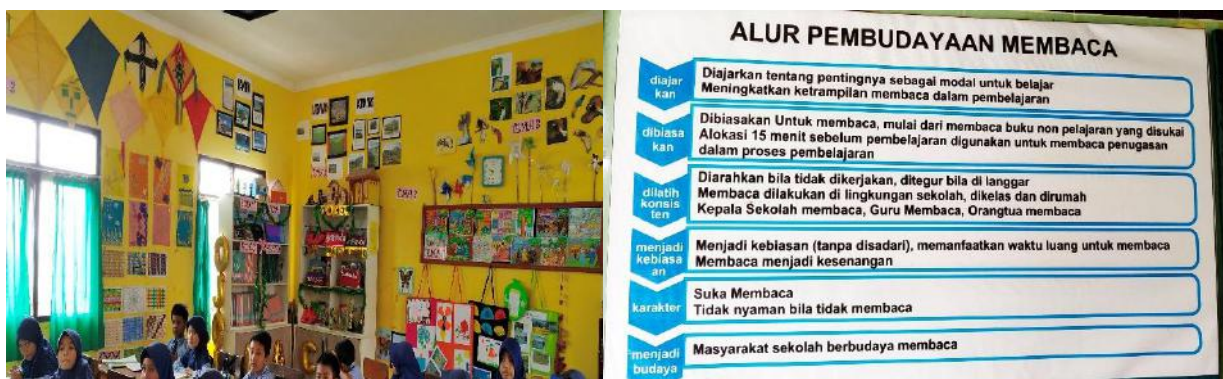 ALUR PEMBUDAYAAN MEMBACA
diajar
kan
Diajarkan tentang pentingnya sebagai modal untuk belajar
Meningkatkan ketrampilan membaca dalam pembelajaran
dibiasa
kan
Dibiasakan Untuk membaca, mulai dari membaca buku non pelajaran yang disukai
Alokasi 15 menit sebelum pembelajaran digunakan untuk membaca penugasan
dalam proses pembelajaran
dilatih
konsis
ten
Diarahkan bila tidak dikerjakan, ditegur bila di langgar
Membaca dilakukan di lingkungan sekolah, dikelas dan dirumah
Kepala Sekolah membaca, Guru Membaca, Orangtua membaca
menjadi
kebiasa
an
Menjadi kebiasaan (tanpa disadari), memanfaatkan waktu luang untuk membaca
Membaca menjadi kesenangan
karakter
Suka Membaca
Tidak nyaman bila tidak membaca
menjadi
budaya
Masyarakat sekolah berbudaya membaca